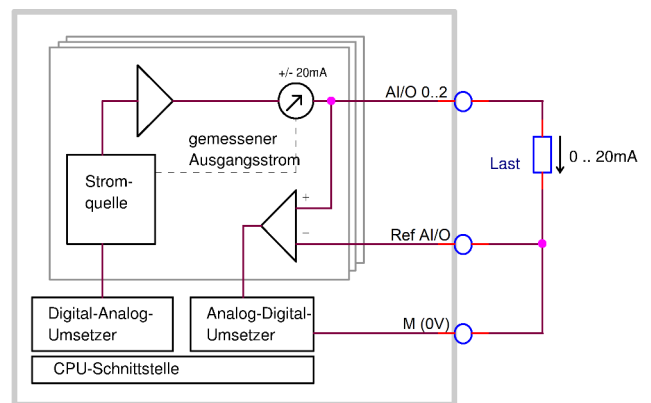 +/- 20mA
AI/O 0..2
gemessener
Ausgangsstrom
Strom-
quelle
Last
0 .. 20mA
+
−
Ref AI/O
Digital-Analog-
Umsetzer
Analog-Digital-
Umsetzer
M (0V)
CPU-Schnittstelle